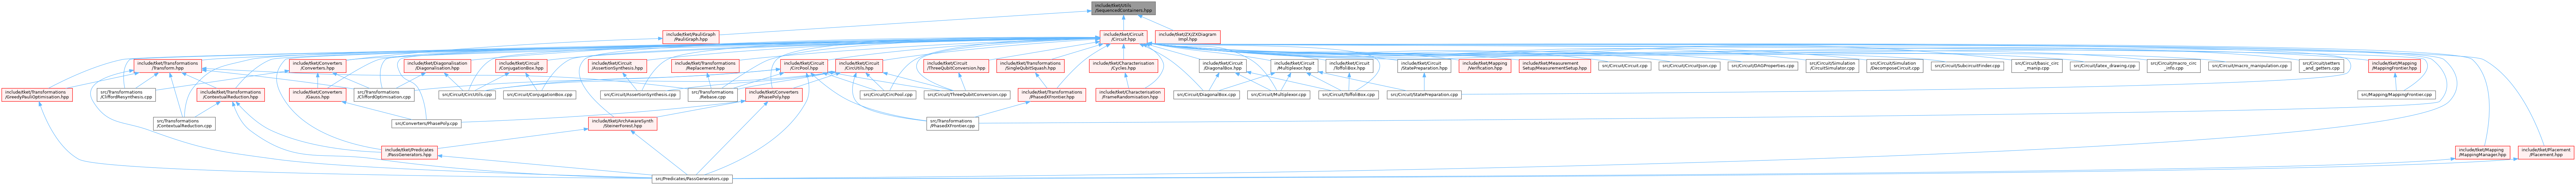 include/tket/Utils
/SequencedContainers.hpp
include/tket/PauliGraph
/PauliGraph.hpp
include/tket/Circuit
/Circuit.hpp
include/tket/ZX/ZXDiagram
Impl.hpp
include/tket/Transformations
/Transform.hpp
include/tket/Converters
/Converters.hpp
include/tket/Diagonalisation
/Diagonalisation.hpp
include/tket/Circuit
/ConjugationBox.hpp
include/tket/Circuit
/AssertionSynthesis.hpp
include/tket/Transformations
/Replacement.hpp
include/tket/Circuit
/CircPool.hpp
include/tket/Circuit
/CircUtils.hpp
include/tket/Circuit
/ThreeQubitConversion.hpp
include/tket/Transformations
/SingleQubitSquash.hpp
include/tket/Characterisation
/Cycles.hpp
include/tket/Circuit
/DiagonalBox.hpp
include/tket/Circuit
/Multiplexor.hpp
include/tket/Circuit
/ToffoliBox.hpp
include/tket/Circuit
/StatePreparation.hpp
include/tket/Mapping
/Verification.hpp
include/tket/Measurement
Setup/MeasurementSetup.hpp
src/Circuit/Circuit.cpp
src/Circuit/CircuitJson.cpp
src/Circuit/DAGProperties.cpp
src/Circuit/Simulation
/CircuitSimulator.cpp
src/Circuit/Simulation
/DecomposeCircuit.cpp
src/Circuit/SubcircuitFinder.cpp
src/Circuit/basic_circ
_manip.cpp
src/Circuit/latex_drawing.cpp
src/Circuit/macro_circ
_info.cpp
src/Circuit/macro_manipulation.cpp
src/Circuit/setters
_and_getters.cpp
include/tket/Mapping
/MappingFrontier.hpp
include/tket/Transformations
/GreedyPauliOptimisation.hpp
src/Transformations
/CliffordResynthesis.cpp
include/tket/Transformations
/ContextualReduction.hpp
include/tket/Converters
/Gauss.hpp
src/Transformations
/CliffordOptimisation.cpp
src/Circuit/CircUtils.cpp
src/Circuit/ConjugationBox.cpp
src/Circuit/AssertionSynthesis.cpp
src/Transformations
/Rebase.cpp
include/tket/Converters
/PhasePoly.hpp
src/Circuit/CircPool.cpp
src/Circuit/ThreeQubitConversion.cpp
include/tket/Transformations
/PhasedXFrontier.hpp
include/tket/Characterisation
/FrameRandomisation.hpp
src/Circuit/DiagonalBox.cpp
src/Circuit/Multiplexor.cpp
src/Circuit/ToffoliBox.cpp
src/Circuit/StatePreparation.cpp
src/Mapping/MappingFrontier.cpp
src/Transformations
/ContextualReduction.cpp
src/Converters/PhasePoly.cpp
include/tket/ArchAwareSynth
/SteinerForest.hpp
src/Transformations
/PhasedXFrontier.cpp
include/tket/Predicates
/PassGenerators.hpp
include/tket/Mapping
/MappingManager.hpp
include/tket/Placement
/Placement.hpp
src/Predicates/PassGenerators.cpp